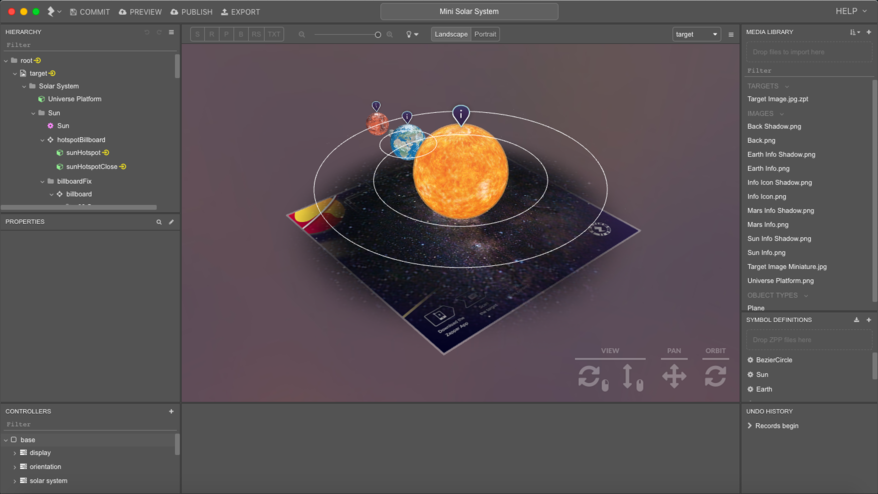 COMMIT PREVIEW PUBLISH EXPORT Mini Solar System HELP
HIERARCHY
Filter
root
target
Solar System
Universe Platform
Sun
Sun
hotspotBillboard
sunHotspot
sunHotspotClose
billboardFix
billboard
PROPERTIES
CONTROLLERS
Filter
base
display
orientation
solar system
S R P B RS TXT Landscape Portrait target
Download the
Zappar App
VIEW PAN ORBIT
MEDIA LIBRARY
Drop files to import here
Filter
TARGETS
Target Image.jpg.zpt
IMAGES
Back Shadow.png
Back.png
Earth Info Shadow.png
Earth Info.png
Info Icon Shadow.png
Info Icon.png
Mars Info Shadow.png
Mars Info.png
Sun Info Shadow.png
Sun Info.png
Target Image Miniature.jpg
Universe Platform.png
OBJECT TYPES
Plane
SYMBOL DEFINITIONS
Drop ZPP files here
BezierCircle
Sun
Earth
UNDO HISTORY
Records begin